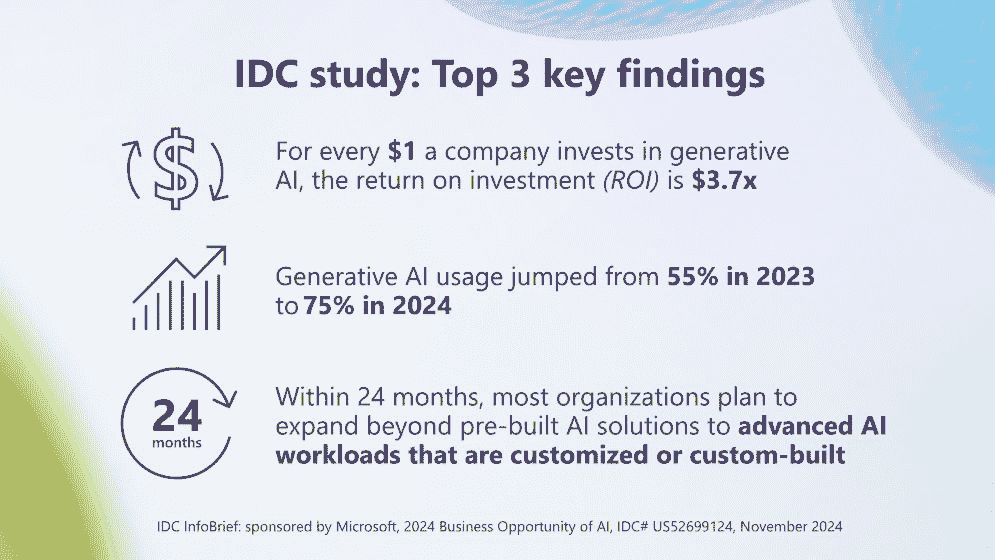 IDC study: Top 3 key findings
For every $1 a company invests in generative
AI, the return on investment (ROI) is $3.7x
Generative AI usage jumped from 55% in 2023
to 75% in 2024
24
months
Within 24 months, most organizations plan to
expand beyond pre-built AI solutions to advanced AI
workloads that are customized or custom-built
IDC InfoBrief: sponsored by Microsoft, 2024 Business Opportunity of AI, IDC# US52699124, November 2024